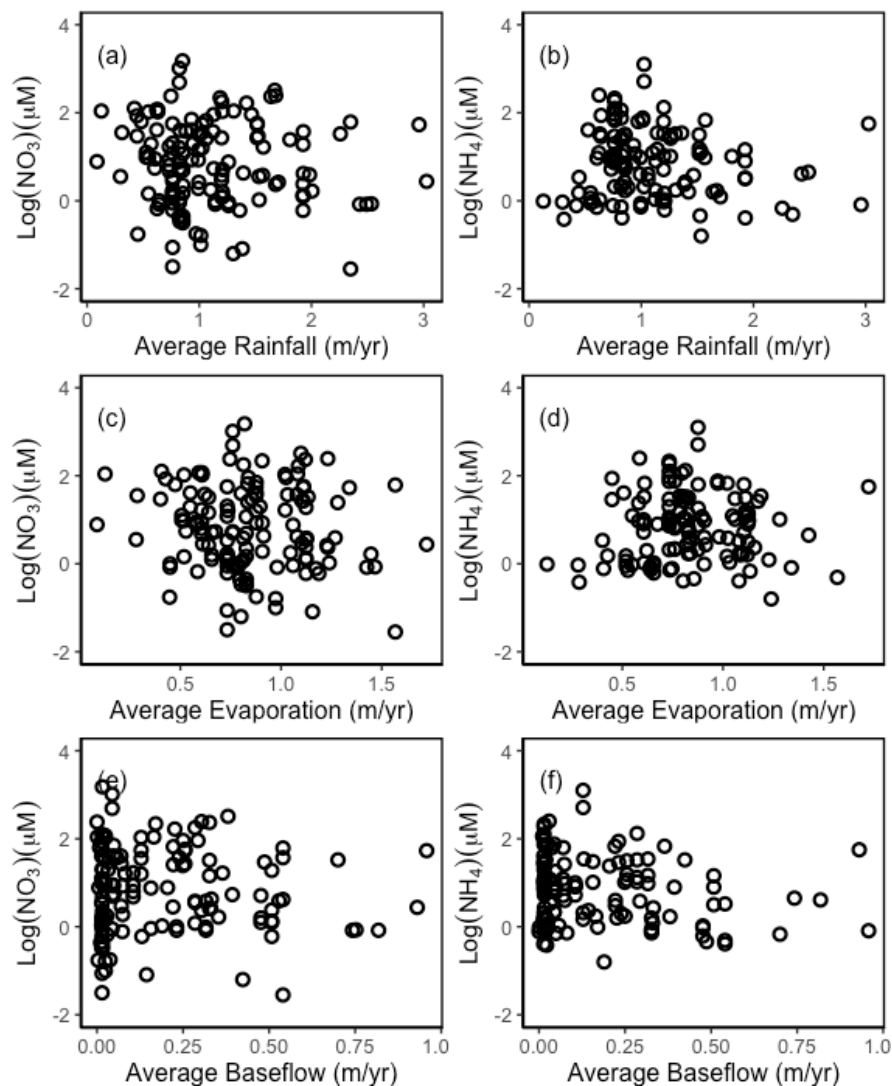 4
(a)
2
0
-2
Log(NO₃)(μM)
0
1
2
3
Average Rainfall (m/yr)
4
(b)
2
0
-2
Log(NH₄)(μM)
0
1
2
3
Average Rainfall (m/yr)
4
(c)
2
0
-2
Log(NO₃)(μM)
0.5
1.0
1.5
Average Evaporation (m/yr)
4
(d)
2
0
-2
Log(NH₄)(μM)
0.5
1.0
1.5
Average Evaporation (m/yr)
4
(e)
2
0
-2
Log(NO₃)(μM)
0.00
0.25
0.50
0.75
1.0
Average Baseflow (m/yr)
4
(f)
2
0
-2
Log(NH₄)(μM)
0.00
0.25
0.50
0.75
1.0
Average Baseflow (m/yr)